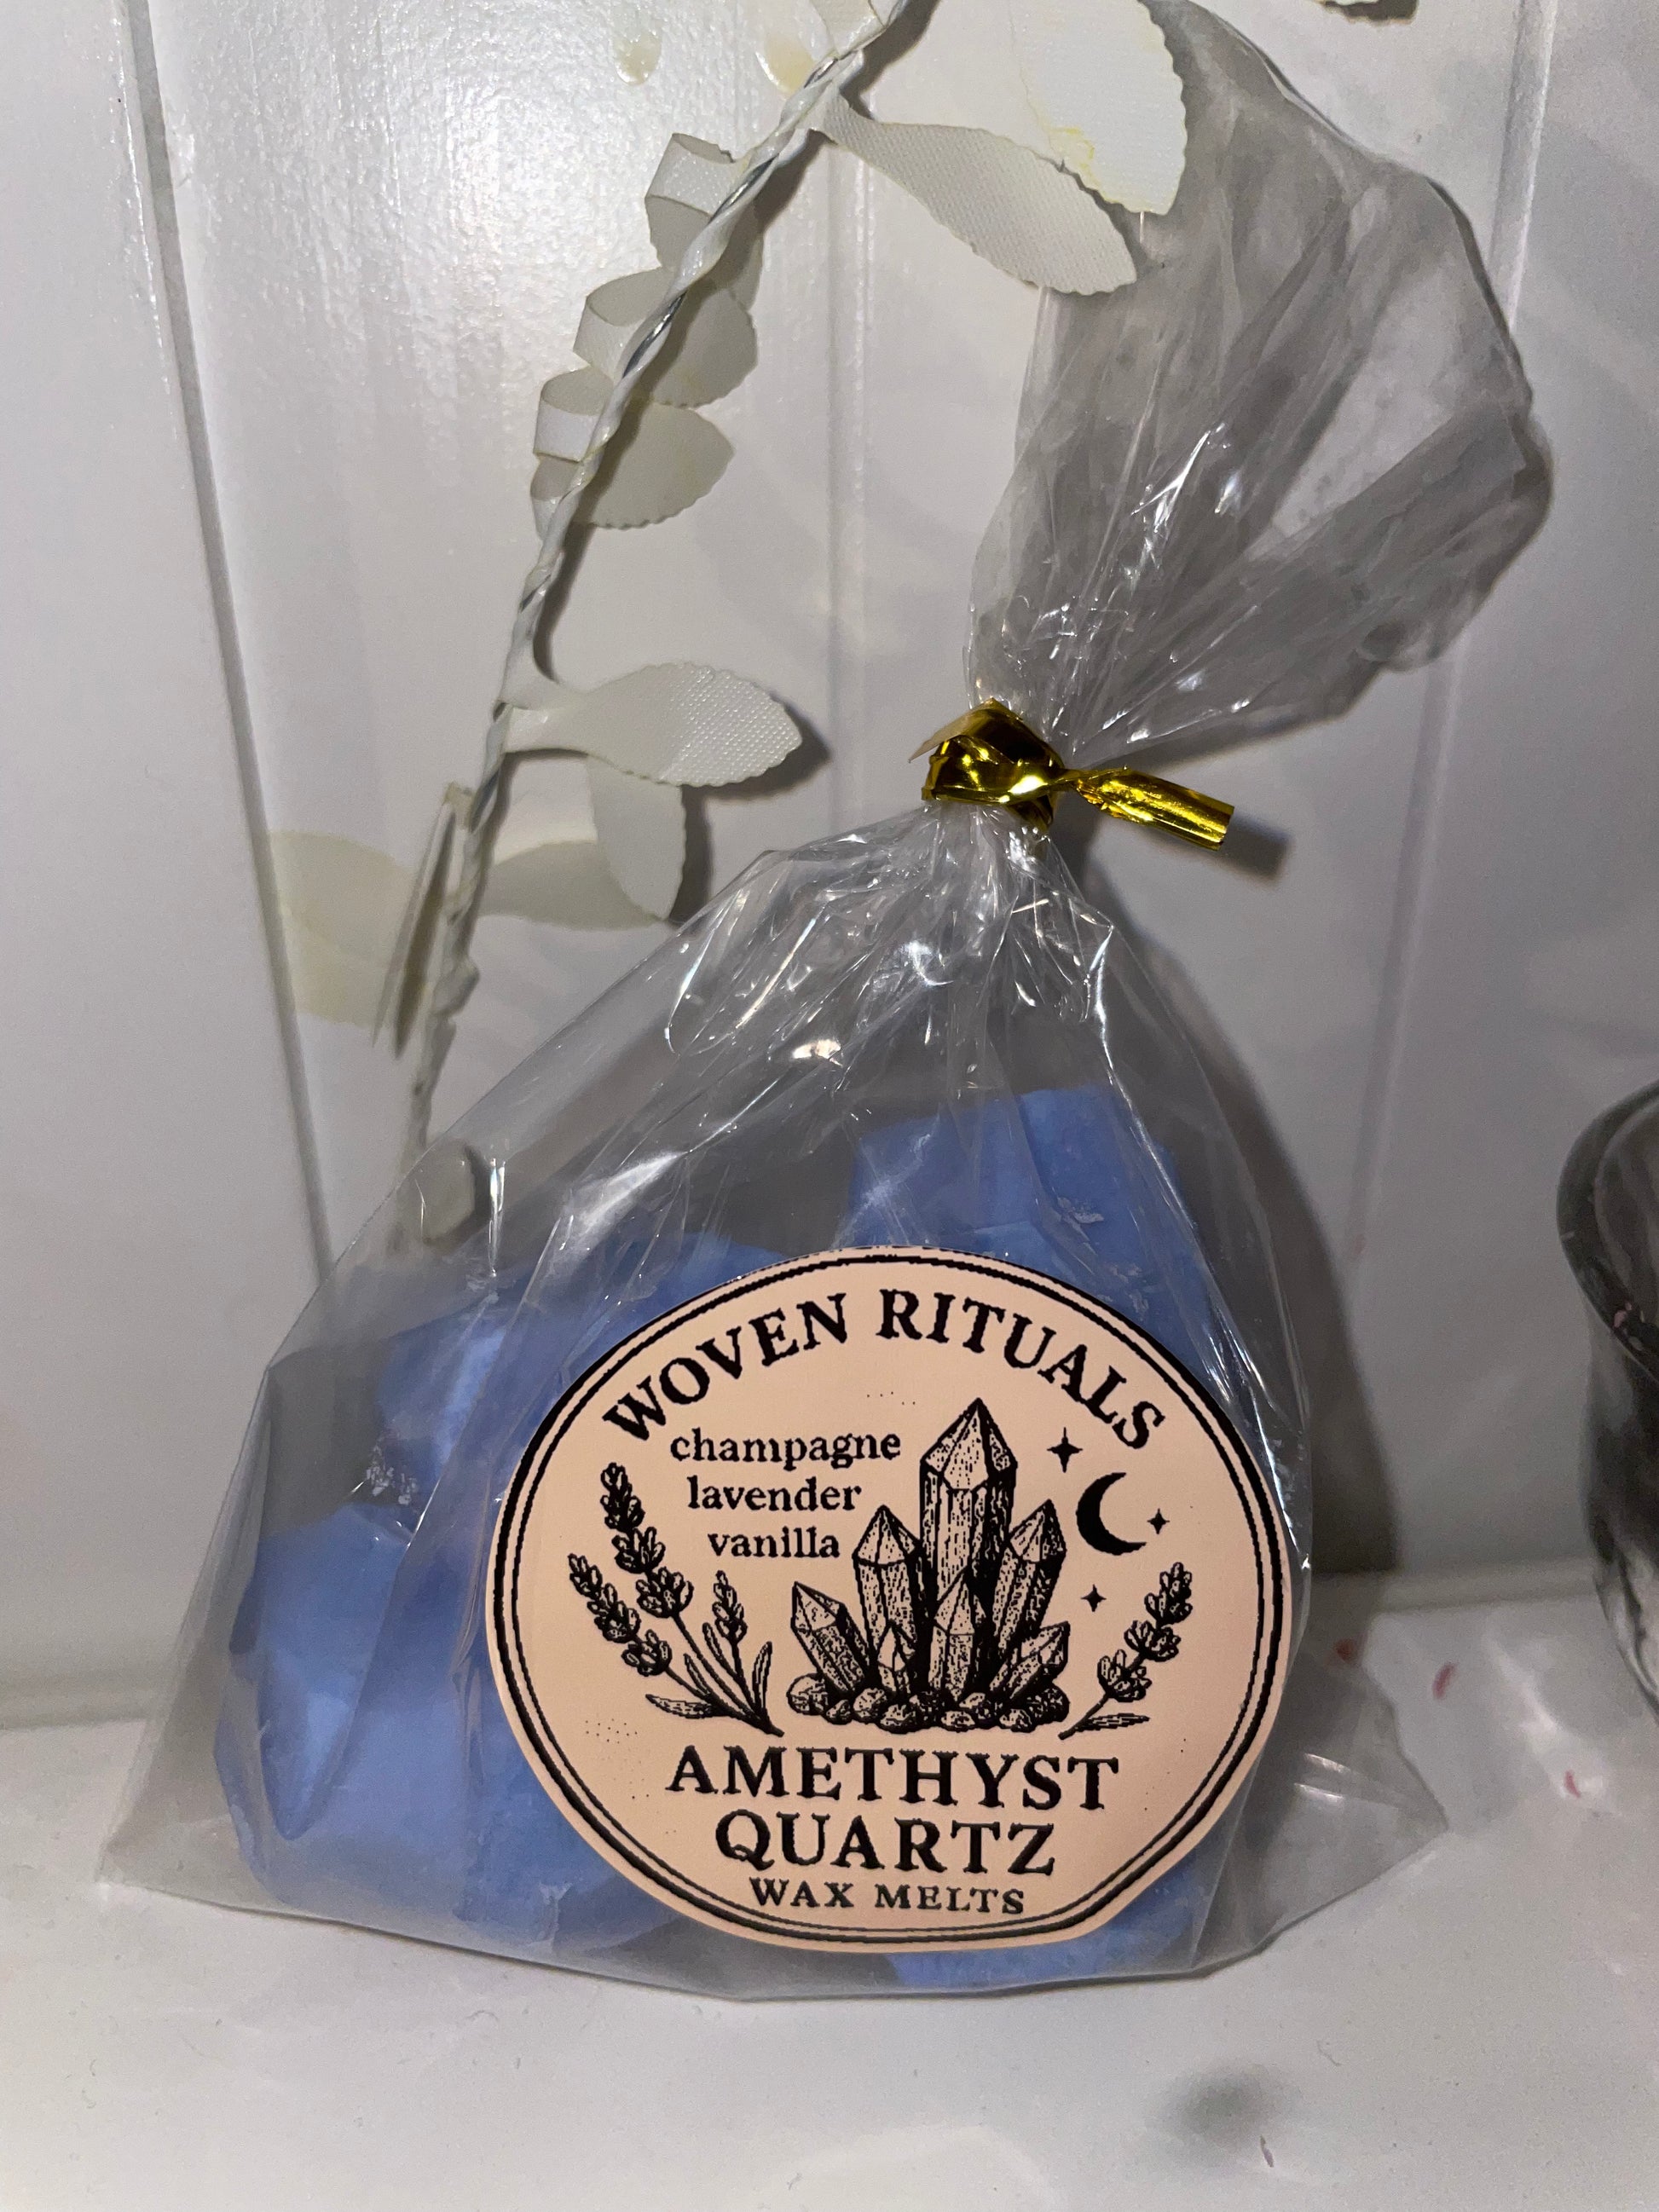 WOVEN RITUALS
champagne
lavender
vanilla
AMETHYST
QUARTZ
WAX MELTS